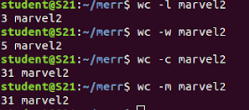 student@S21:~/merr$ wc -l marvel2
3 marvel2
student@S21:~/merr$ wc -w marvel2
5 marvel2
student@S21:~/merr$ wc -c marvel2
31 marvel2
student@S21:~/merr$ wc -m marvel2
31 marvel2